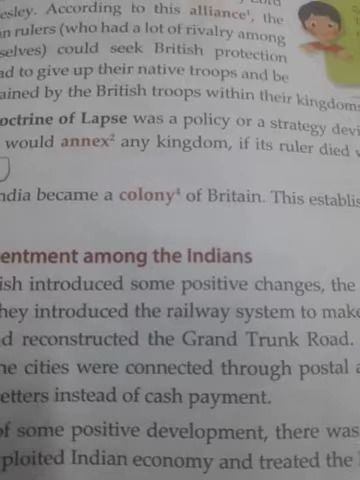 esley. According to this alliance¹, the
n rulers (who had a lot of rivalry among
selves) could seek British protection
ad to give up their native troops and be
ained by the British troops within their kingdom
octrine of Lapse was a policy or a strategy devi
would annex² any kingdom, if its ruler died
ndia became a colony⁴ of Britain. This establis
entment among the Indians
ish introduced some positive changes, the
hey introduced the railway system to make
d reconstructed the Grand Trunk Road.
he cities were connected through postal a
etters instead of cash payment.
of some positive development, there was
ploited Indian economy and treated the